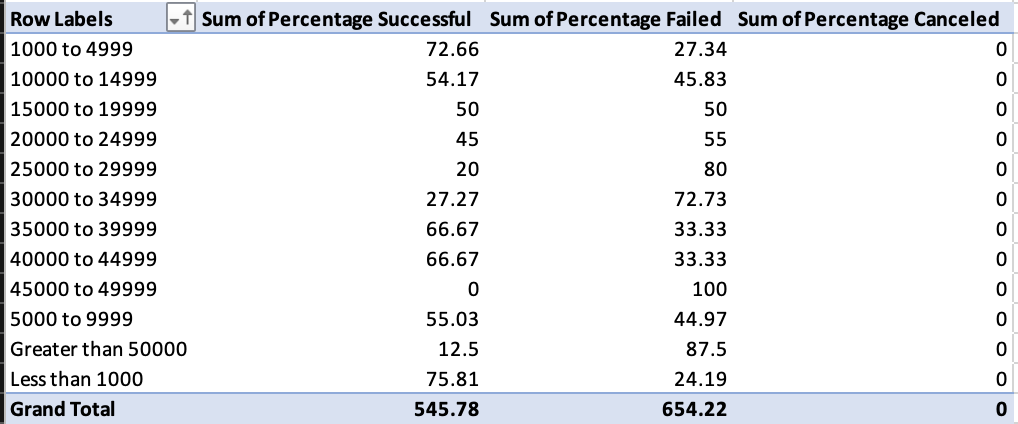 Row Labels Sum of Percentage Successful Sum of Percentage Failed Sum of Percentage Canceled
1000 to 4999 72.66 27.34 0
10000 to 14999 54.17 45.83 0
15000 to 19999 50 50 0
20000 to 24999 45 55 0
25000 to 29999 20 80 0
30000 to 34999 27.27 72.73 0
35000 to 39999 66.67 33.33 0
40000 to 44999 66.67 33.33 0
45000 to 49999 0 100 0
5000 to 9999 55.03 44.97 0
Greater than 50000 12.5 87.5 0
Less than 1000 75.81 24.19 0
Grand Total 545.78 654.22 0